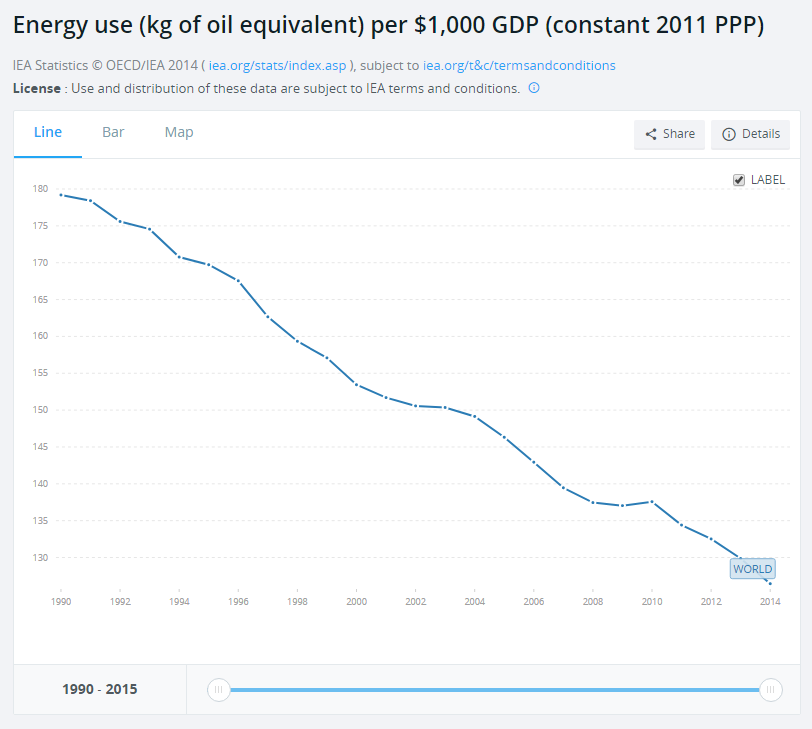 Energy use (kg of oil equivalent) per $1,000 GDP (constant 2011 PPP)
IEA Statistics © OECD/IEA 2014 ( iea.org/stats/index.asp ), subject to iea.org/t&c/termsandconditions
License : Use and distribution of these data are subject to IEA terms and conditions.
Line Bar Map Share Details
LABEL
180
175
170
165
160
155
150
145
140
135
130
WORLD
1990 1992 1994 1996 1998 2000 2002 2004 2006 2008 2010 2012 2014
1990 - 2015